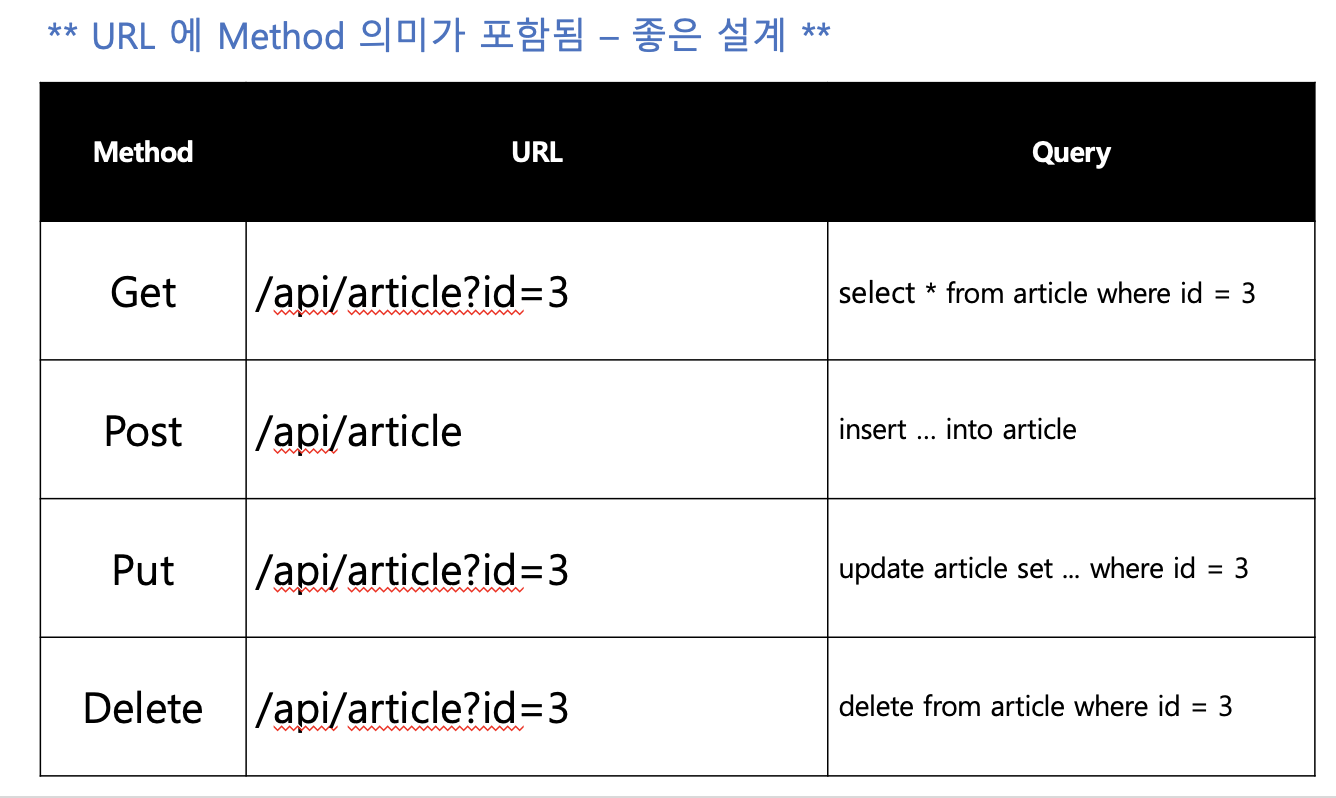 ** URL 에 Method 의미가 포함됨 – 좋은 설계 **
Method URL Query
Get /api/article?id=3 select * from article where id = 3
Post /api/article insert ... into article
Put /api/article?id=3 update article set ... where id = 3
Delete /api/article?id=3 delete from article where id = 3